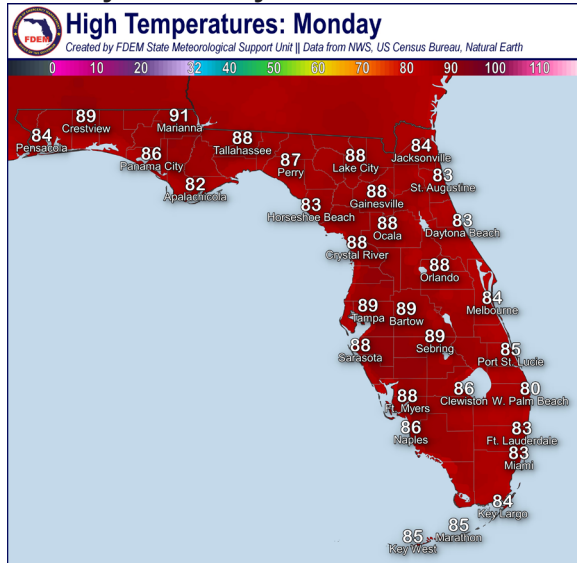 FDEM
High Temperatures: Monday
Created by FDEM State Meteorological Support Unit || Data from NWS, US Census Bureau, Natural Earth
0 10 20 32 40 50 60 70 80 90 100 110
89
Crestview
91
Marianna
84
Pensacola
86
Panama City
88
Tallahassee
82
Apalachicola
87
Perry
88
Lake City
84
Jacksonville
83
St. Augustine
88
Gainesville
83
Horseshoe Beach
88
Ocala
83
Daytona Beach
88
Crystal River
88
Orlando
84
Melbourne
89
Tampa
89
Bartow
89
Sebring
88
Sarasota
85
Port St. Lucie
88
Ft. Myers
86
Clewiston
80
W. Palm Beach
86
Naples
83
Ft. Lauderdale
83
Miami
84
Key Largo
85
Marathon
85
Key West